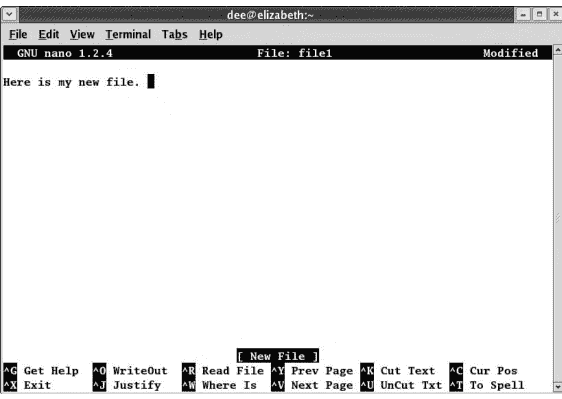 dee@elizabeth:~
File Edit View Terminal Tabs Help
GNU nano 1.2.4 File: file1 Modified
Here is my new file.
[ New File ]
^G Get Help ^O WriteOut ^R Read File ^Y Prev Page ^K Cut Text ^C Cur Pos
^X Exit ^J Justify ^W Where Is ^V Next Page ^U UnCut Txt ^T To Spell